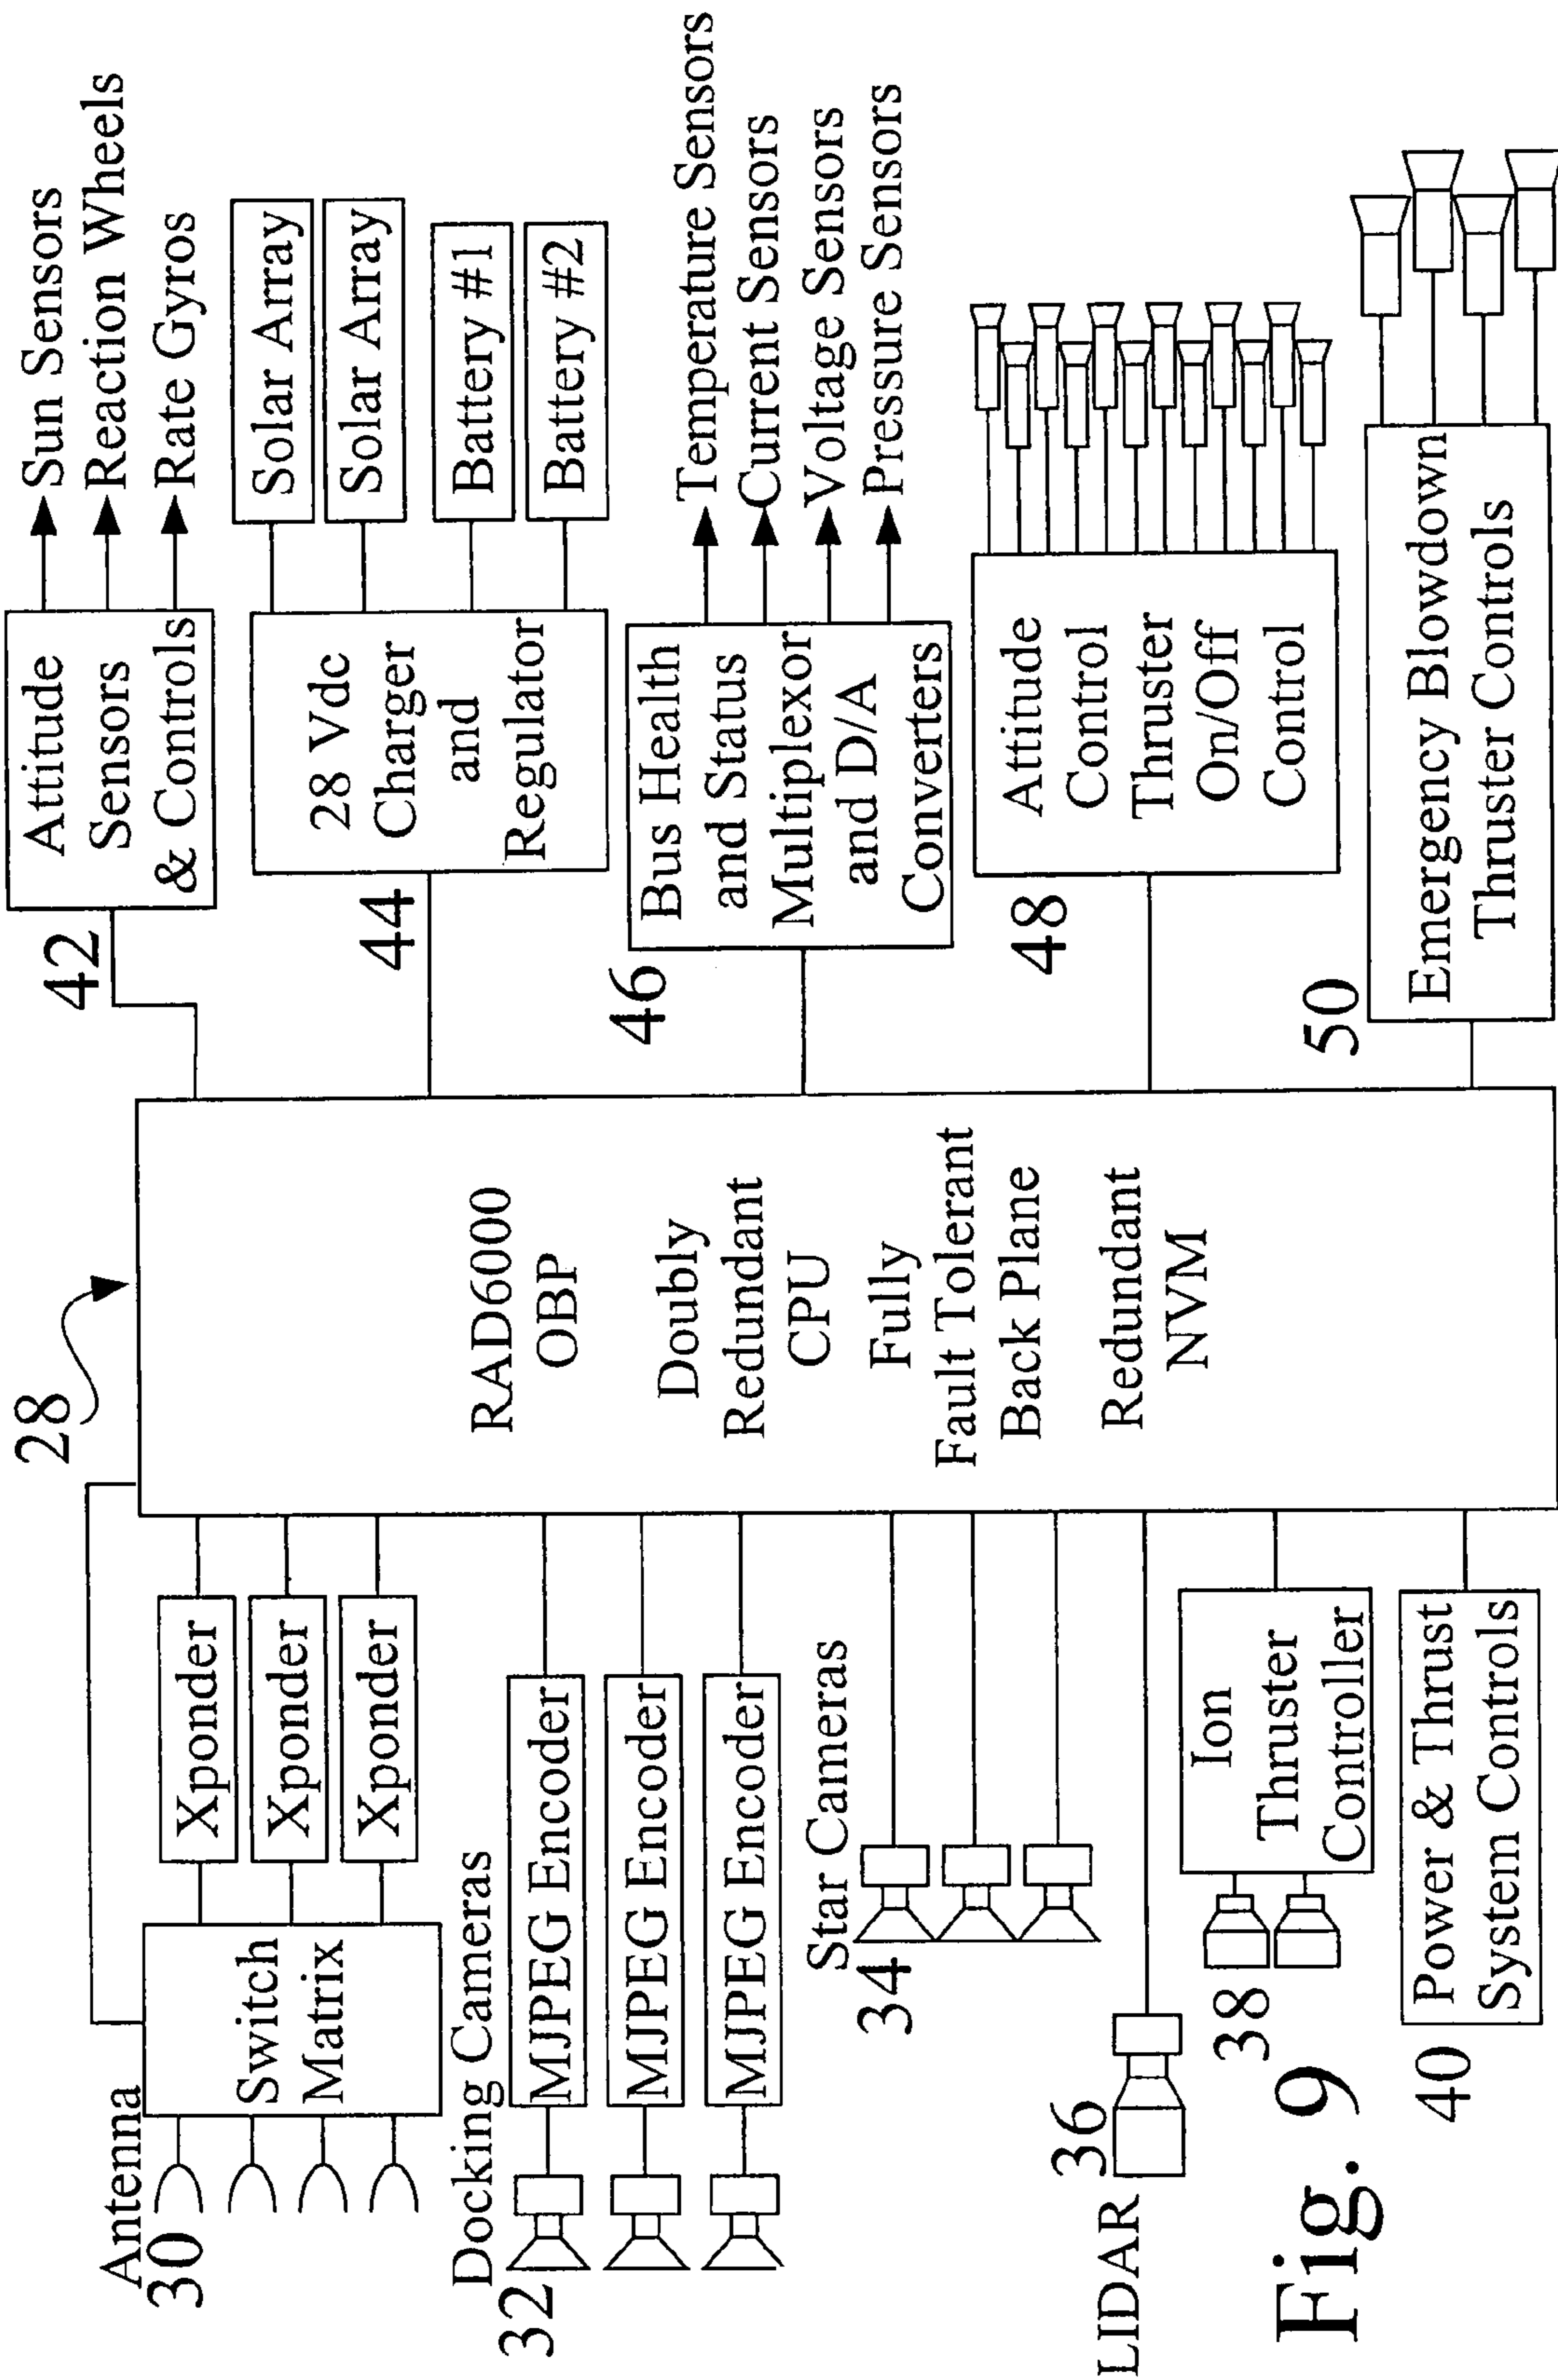 28
Antenna
30
Switch
Matrix
Xponder
Xponder
Xponder
Docking Cameras
32
MJPEG Encoder
MJPEG Encoder
MJPEG Encoder
Star Cameras
34
36
LIDAR
38
Ion
Thruster
Controller
40
Power & Thrust
System Controls
RAD6000
OBP
Doubly
Redundant
CPU
Fully
Fault Tolerant
Back Plane
Redundant
NVM
42
Attitude
Sensors
& Controls
Sun Sensors
Reaction Wheels
Rate Gyros
44
28 Vdc
Charger
and
Regulator
Solar Array
Solar Array
Battery #1
Battery #2
46
Bus Health
and Status
Multiplexor
and D/A
Converters
Temperature Sensors
Current Sensors
Voltage Sensors
Pressure Sensors
48
Attitude
Control
Thruster
On/Off
Control
50
Emergency Blowdown
Thruster Controls
Fig. 9